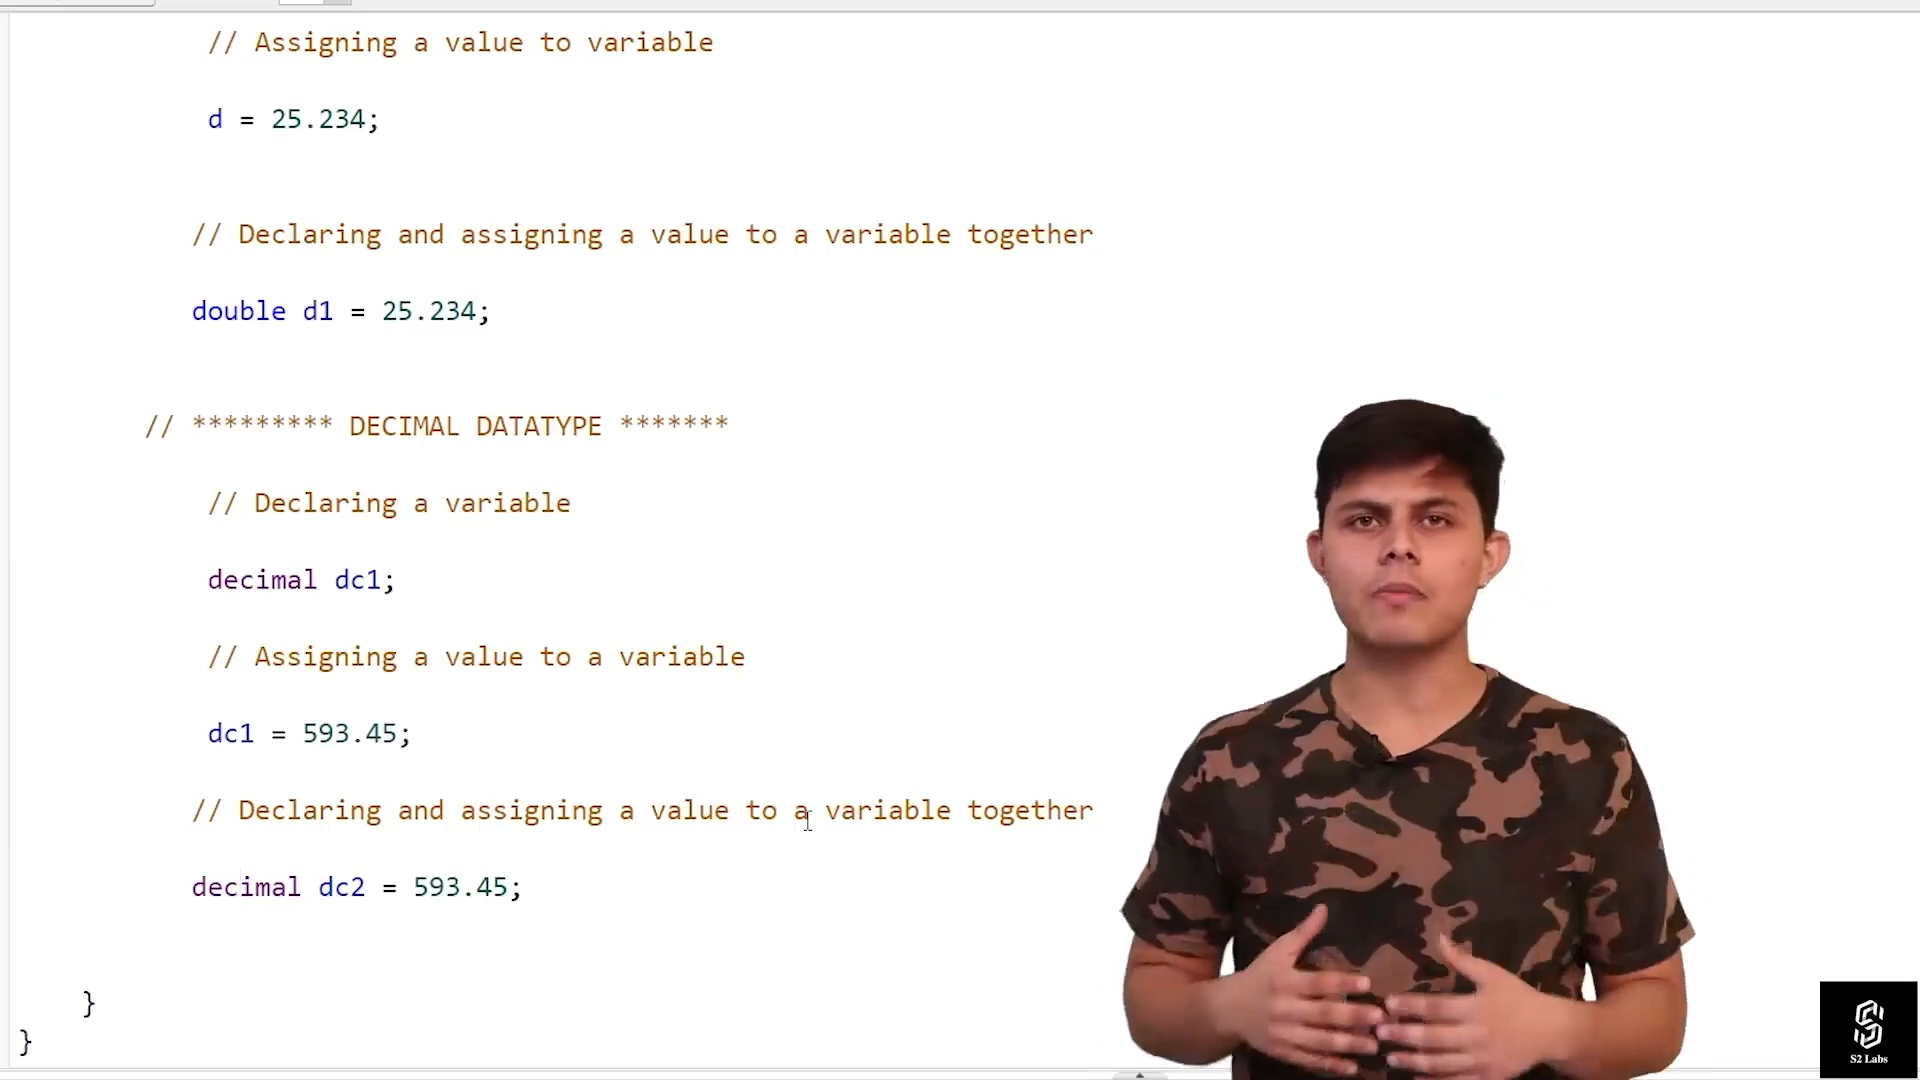 // Assigning a value to variable
d = 25.234;
// Declaring and assigning a value to a variable together
double d1 = 25.234;
// ********* DECIMAL DATATYPE *******
// Declaring a variable
decimal dc1;
// Assigning a value to a variable
dc1 = 593.45;
// Declaring and assigning a value to a variable together
decimal dc2 = 593.45;
}
}
S2 Labs